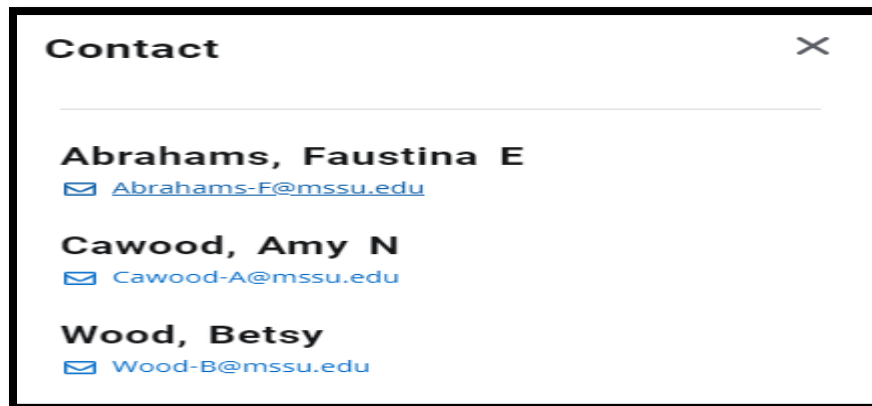 Contact
Abrahams, Faustina E
Abrahams-F@mssu.edu
Cawood, Amy N
Cawood-A@mssu.edu
Wood, Betsy
Wood-B@mssu.edu